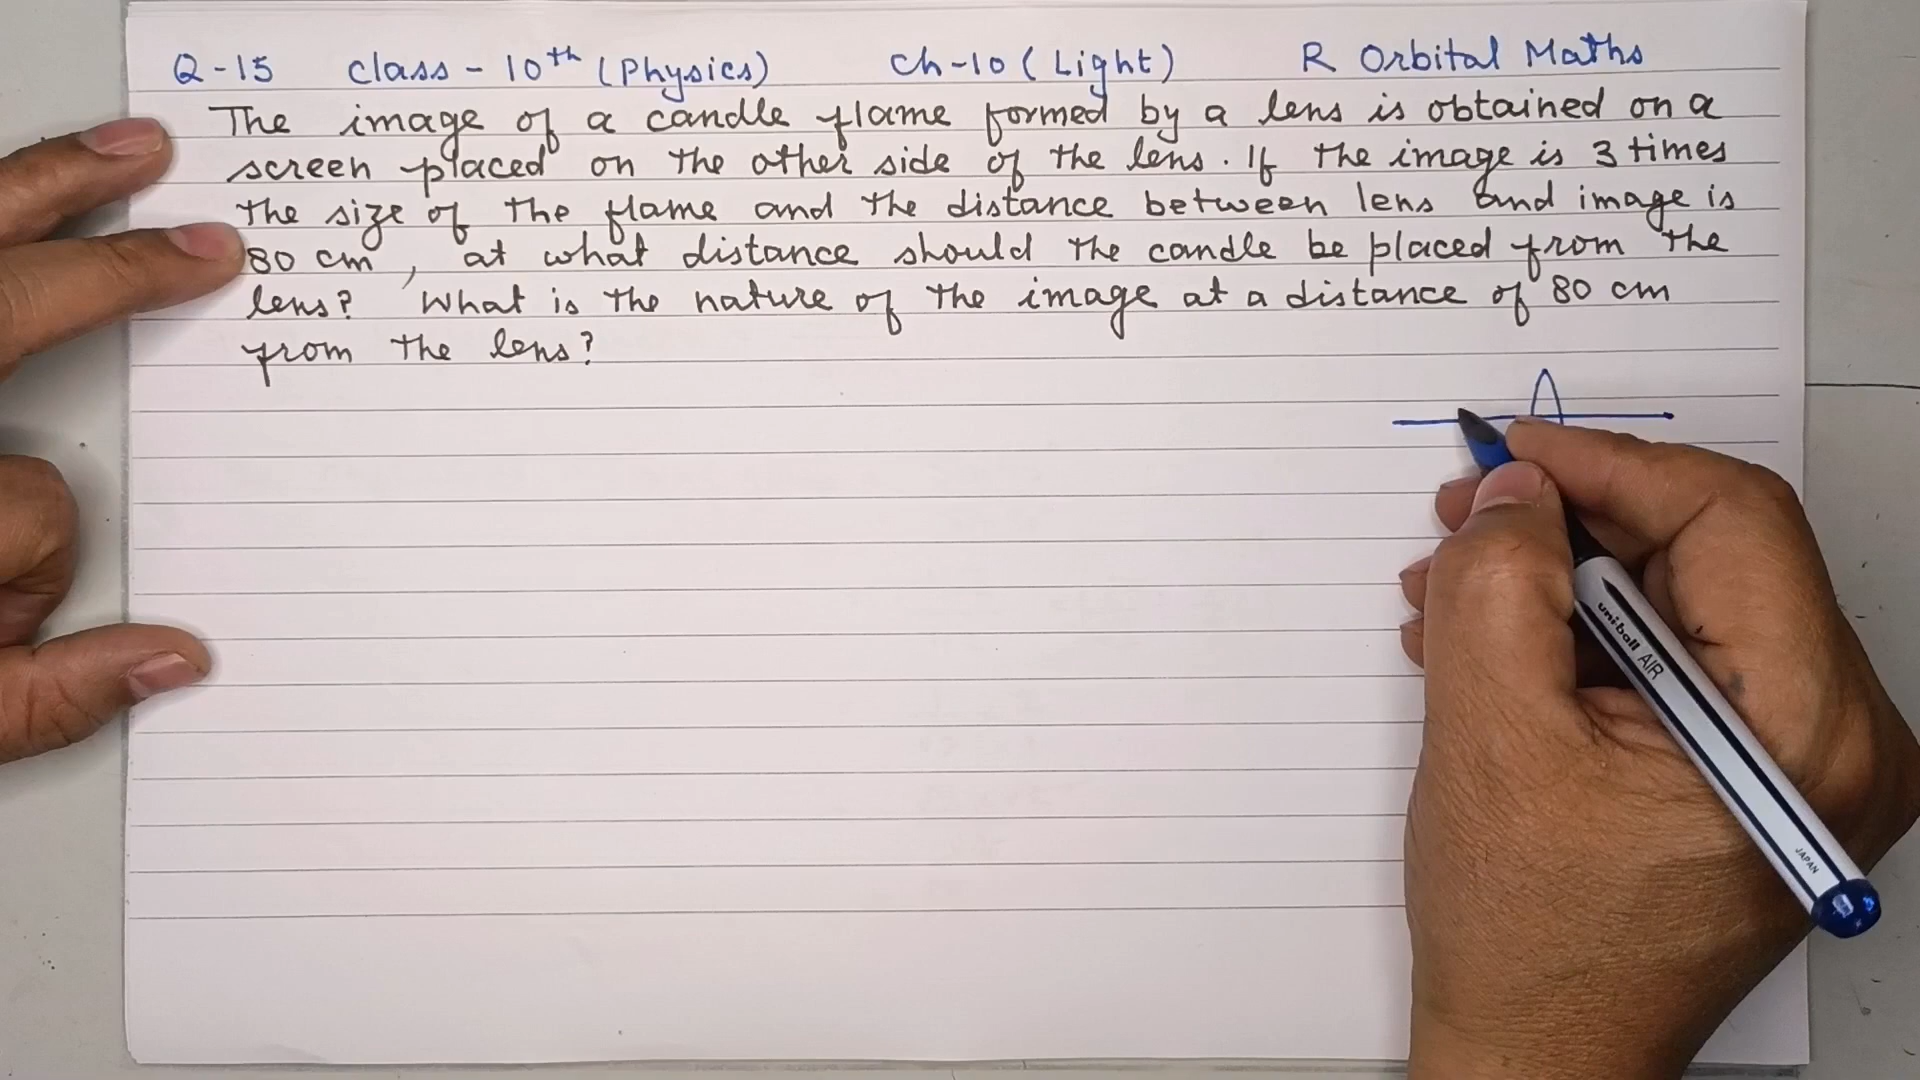 Q-15 Class-10th (Physics) Ch-10 (Light) R Orbital Maths
The image of a candle flame formed by a lens is obtained on a
screen placed on the other side of the lens. If the image is 3 times
the size of the flame and the distance between lens and image is
80 cm, at what distance should the candle be placed from the
lens? What is the nature of the image at a distance of 80 cm
from the lens?
uni-ball AIR
JAPAN